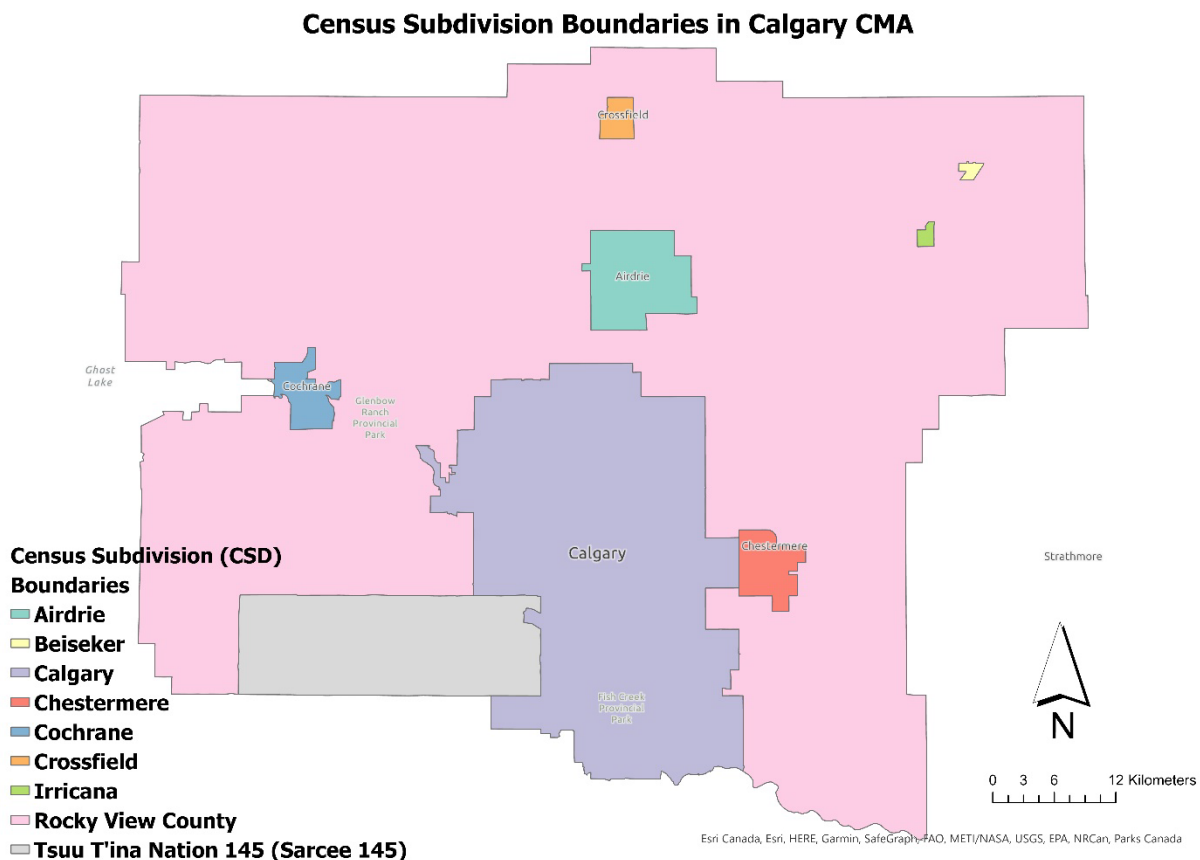 Census Subdivision Boundaries in Calgary CMA
Crossfield
Airdrie
Ghost
Lake
Cochrane
Glenbow
Ranch
Provincial
Park
Calgary
Chestermere
Strathmore
Fish Creek
Provincial
Park
Census Subdivision (CSD)
Boundaries
Airdrie
Beiseker
Calgary
Chestermere
Cochrane
Crossfield
Irricana
Rocky View County
Tsuu T'ina Nation 145 (Sarcee 145)
N
0 3 6 12 Kilometers
Esri Canada, Esri, HERE, Garmin, SafeGraph, FAO, METI/NASA, USGS, EPA, NRCan, Parks Canada